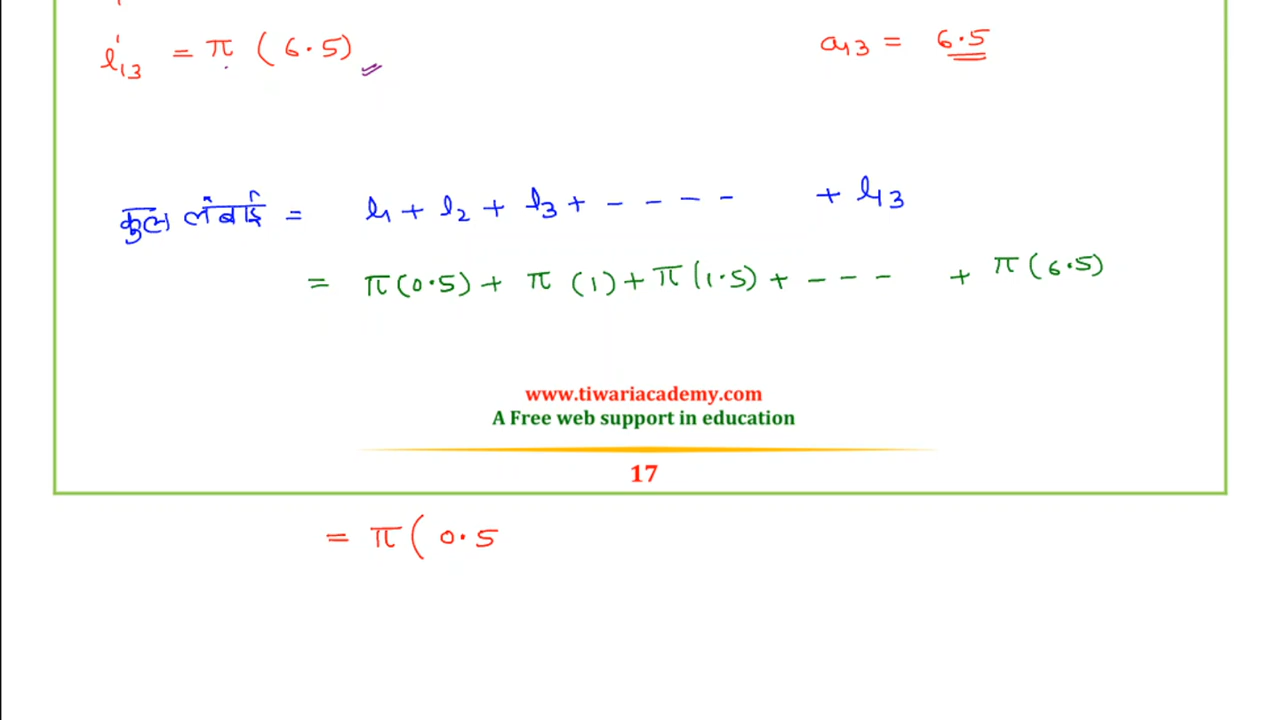 l₁₃ = π (6.5)
a₁₃ = 6.5
कुल लंबाई = l₁ + l₂ + l₃ + - - - - + l₁₃
= π(0.5) + π (1) + π(1.5) + - - - + π(6.5)
www.tiwariacademy.com
A Free web support in education
17
= π( 0.5